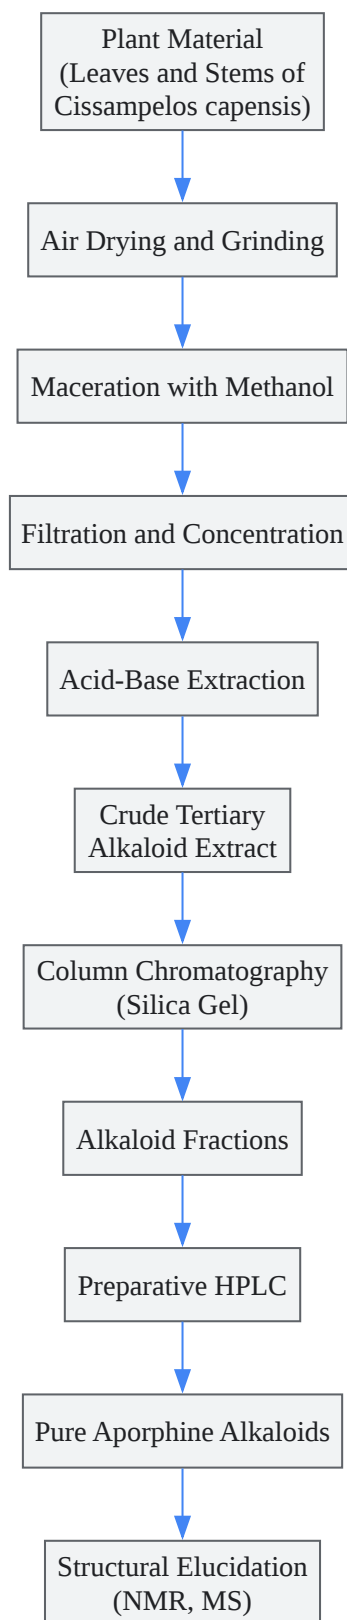 Plant Material
(Leaves and Stems of
Cissampelos capensis)
Air Drying and Grinding
Maceration with Methanol
Filtration and Concentration
Acid-Base Extraction
Crude Tertiary
Alkaloid Extract
Column Chromatography
(Silica Gel)
Alkaloid Fractions
Preparative HPLC
Pure Aporphine Alkaloids
Structural Elucidation
(NMR, MS)